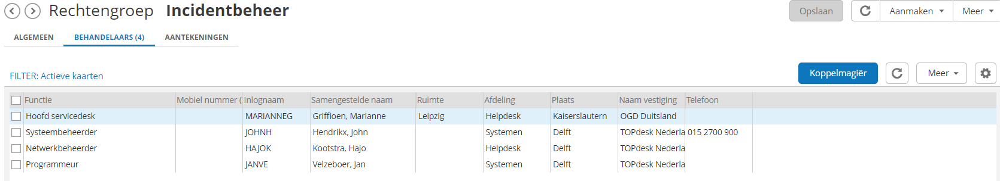 Rechtengroep Incidentbeheer Opslaan Aanmaken Meer
ALGEMEEN BEHANDELAARS (4) AANTEKENINGEN
FILTER: Actieve kaarten Koppelmagiër Meer
Functie Mobiel nummer ( Inlognaam Samengestelde naam Ruimte Afdeling Plaats Naam vestiging Telefoon
Hoofd servicedesk MARIANNEG Griffioen, Marianne Leipzig Helpdesk Kaiserslautern OGD Duitsland
Systeembeheerder JOHNH Hendrikx, John Systemen Delft TOPdesk Nederla 015 2700 900
Netwerkbeheerder HAJOK Kootstra, Hajo Helpdesk Delft TOPdesk Nederla
Programmeur JANVE Velzeboer, Jan Systemen Delft TOPdesk Nederla